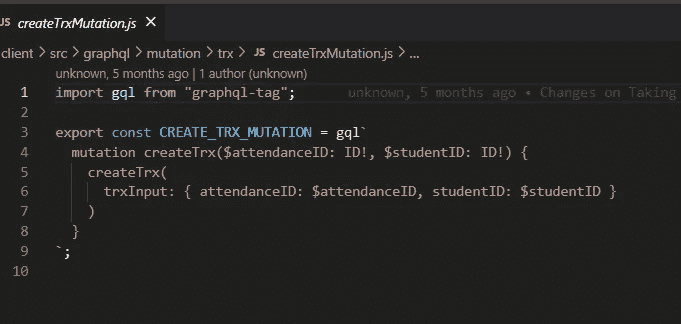 JS createTrxMutation.js ×
client > src > graphql > mutation > trx > JS createTrxMutation.js > ...
unknown, 5 months ago | 1 author (unknown)
1 import gql from "graphql-tag"; unknown, 5 months ago • Changes on Taking
2
3 export const CREATE_TRX_MUTATION = gql`
4 mutation createTrx($attendanceID: ID!, $studentID: ID!) {
5 createTrx(
6 trxInput: { attendanceID: $attendanceID, studentID: $studentID }
7 )
8 }
9 `;
10